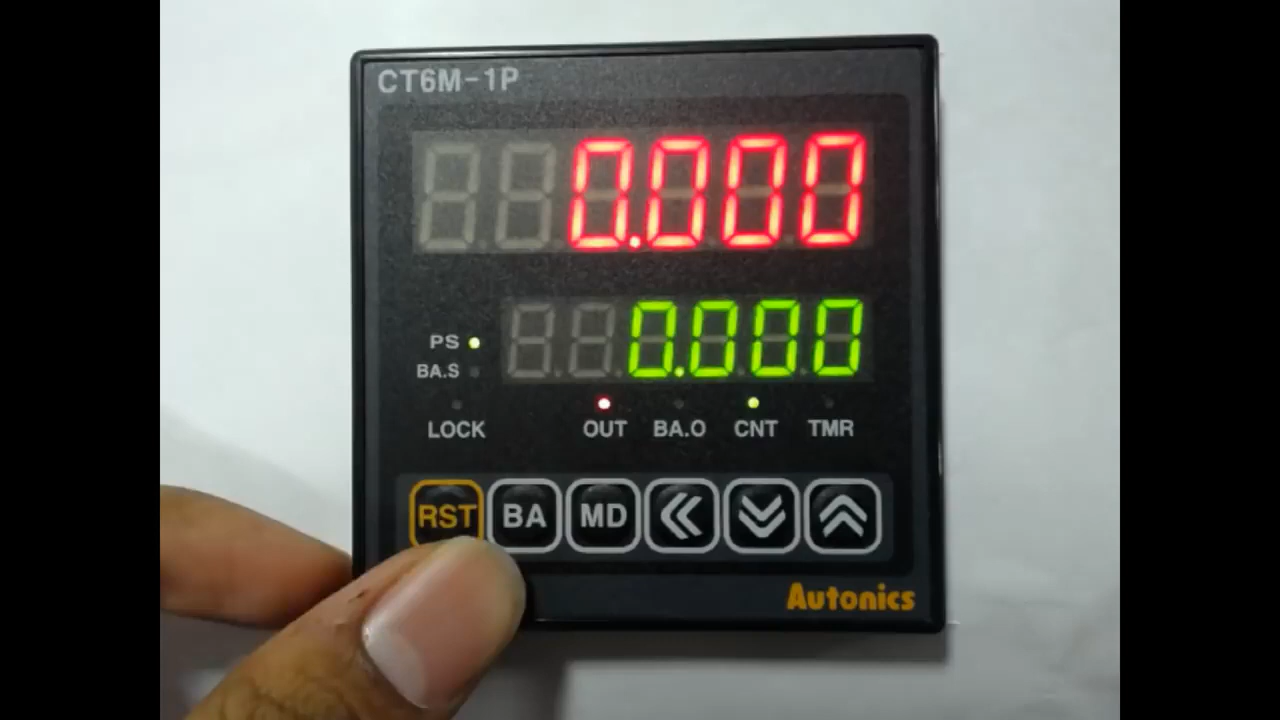 CT6M-1P
0.000
PS 0.000
BA.S
LOCK OUT BA.O CNT TMR
RST BA MD
Autonics